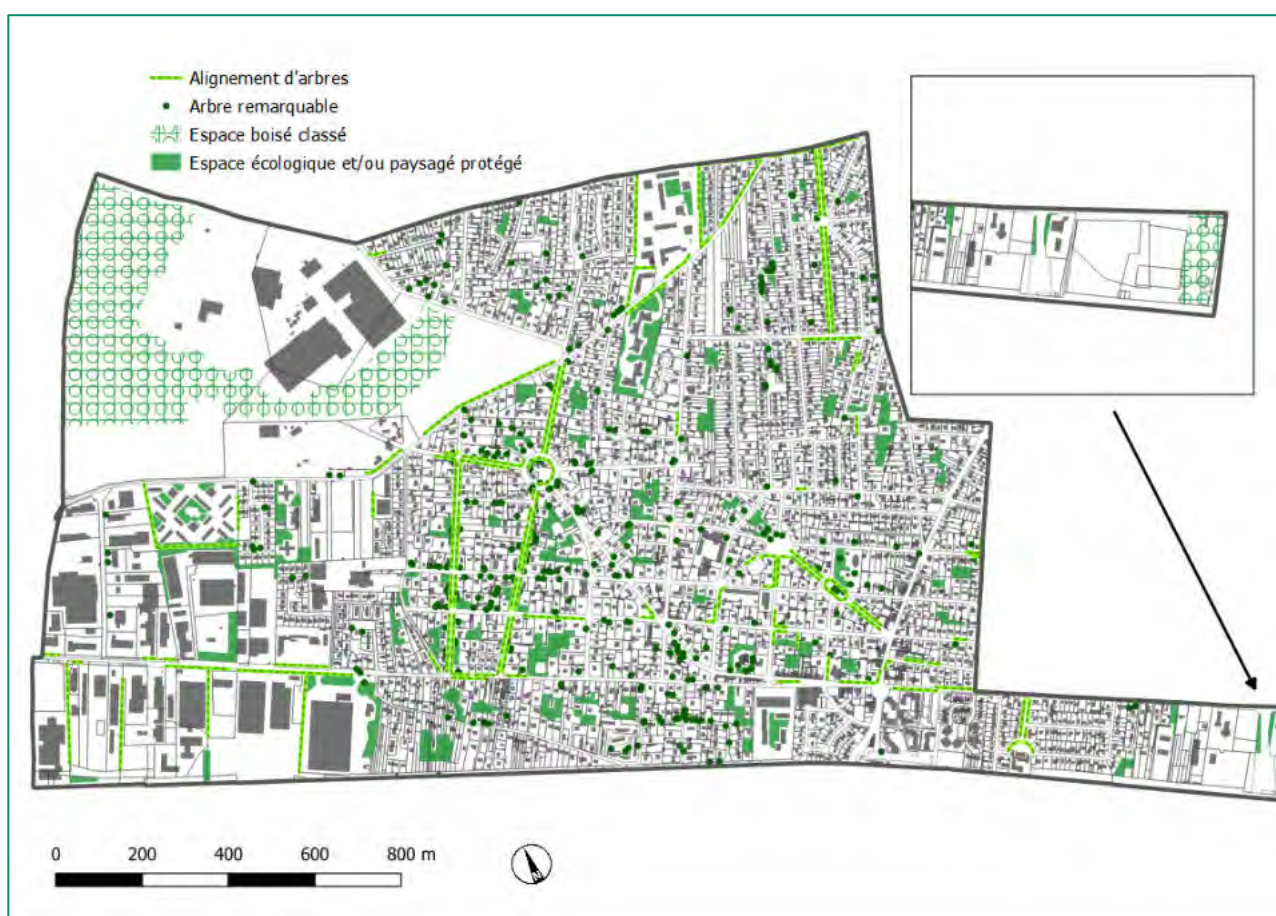 Alignement d'arbres
Arbre remarquable
Espace boisé classé
Espace écologique et/ou paysagé protégé
0 200 400 600 800 m
N